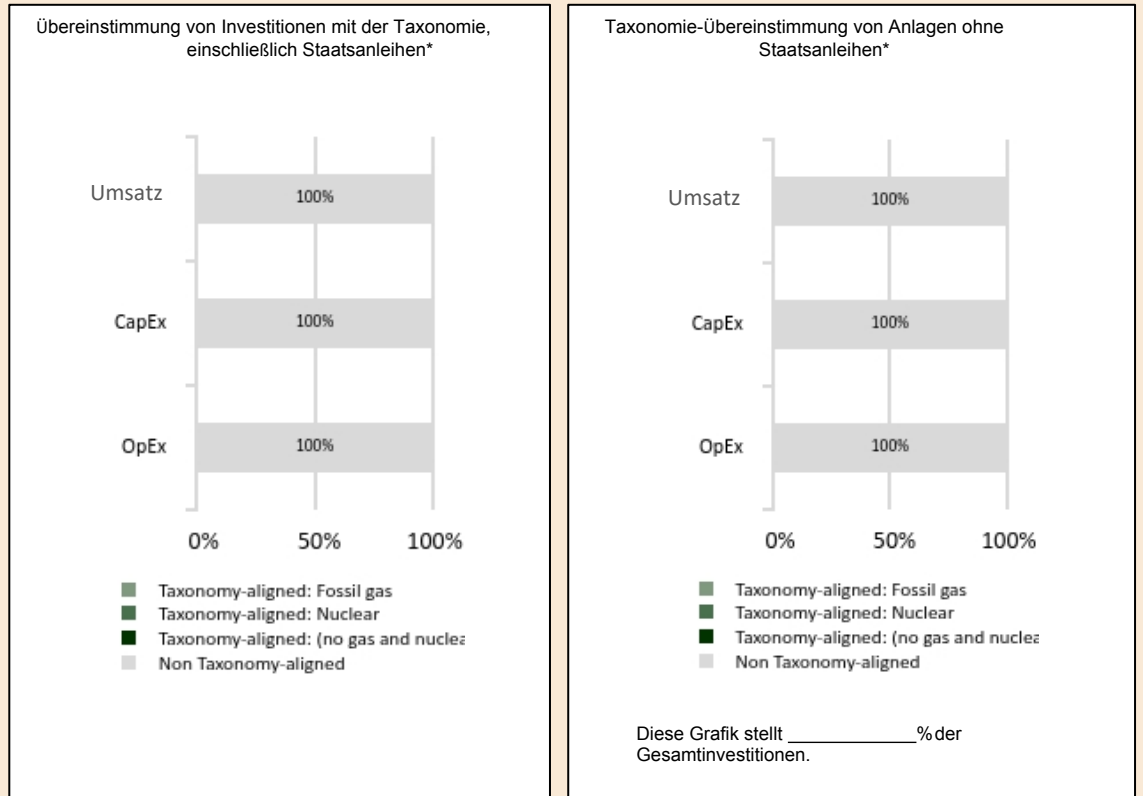 Übereinstimmung von Investitionen mit der Taxonomie,
einschließlich Staatsanleihen*
Umsatz
100%
CapEx
100%
OpEx
100%
0% 50% 100%
Taxonomy-aligned: Fossil gas
Taxonomy-aligned: Nuclear
Taxonomy-aligned: (no gas and nuclea
Non Taxonomy-aligned
Taxonomie-Übereinstimmung von Anlagen ohne
Staatsanleihen*
Umsatz
100%
CapEx
100%
OpEx
100%
0% 50% 100%
Taxonomy-aligned: Fossil gas
Taxonomy-aligned: Nuclear
Taxonomy-aligned: (no gas and nuclea
Non Taxonomy-aligned
Diese Grafik stellt _____________% der
Gesamtinvestitionen.